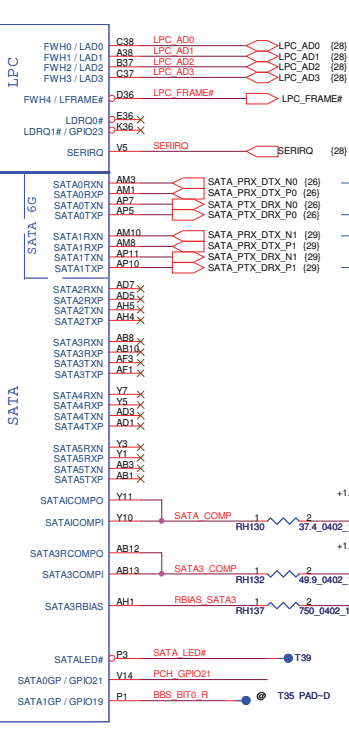 LPC
FWH0 / LAD0 C38 LPC_AD0 LPC_AD0 {28}
FWH1 / LAD1 A38 LPC_AD1 LPC_AD1 {28}
FWH2 / LAD2 B37 LPC_AD2 LPC_AD2 {28}
FWH3 / LAD3 C37 LPC_AD3 LPC_AD3 {28}
FWH4 / LFRAME# D36 LPC_FRAME# LPC_FRAME#
LDRQ0# E36
LDRQ1# / GPIO23 K36
SERIRQ V5 SERIRQ SERIRQ {28}
SATA 6G
SATA0RXN AM3 SATA_PRX_DTX_N0 {26}
SATA0RXP AM1 SATA_PRX_DTX_P0 {26}
SATA0TXN AP7 SATA_PTX_DRX_N0 {26}
SATA0TXP AP5 SATA_PTX_DRX_P0 {26}
SATA1RXN AM10 SATA_PRX_DTX_N1 {29}
SATA1RXP AM8 SATA_PRX_DTX_P1 {29}
SATA1TXN AP11 SATA_PTX_DRX_N1 {29}
SATA1TXP AP10 SATA_PTX_DRX_P1 {29}
SATA
SATA2RXN AD7
SATA2RXP AD5
SATA2TXN AH5
SATA2TXP AH4
SATA3RXN AB8
SATA3RXP AB10
SATA3TXN AF3
SATA3TXP AF1
SATA4RXN Y7
SATA4RXP Y5
SATA4TXN AD3
SATA4TXP AD1
SATA5RXN Y3
SATA5RXP Y1
SATA5TXN AB3
SATA5TXP AB1
+1.
SATAICOMPO Y11
SATAICOMPI Y10 SATA_COMP 1 2
RH130 37.4_0402_
+1.
SATA3RCOMPO AB12
SATA3COMPI AB13 SATA3_COMP 1 2
RH132 49.9_0402_
SATA3RBIAS AH1 RBIAS_SATA3 1 2
RH137 750_0402_1
SATALED# P3 SATA_LED# T39
SATA0GP / GPIO21 V14 PCH_GPIO21
SATA1GP / GPIO19 P1 BBS_BIT0_R @ T35 PAD~D